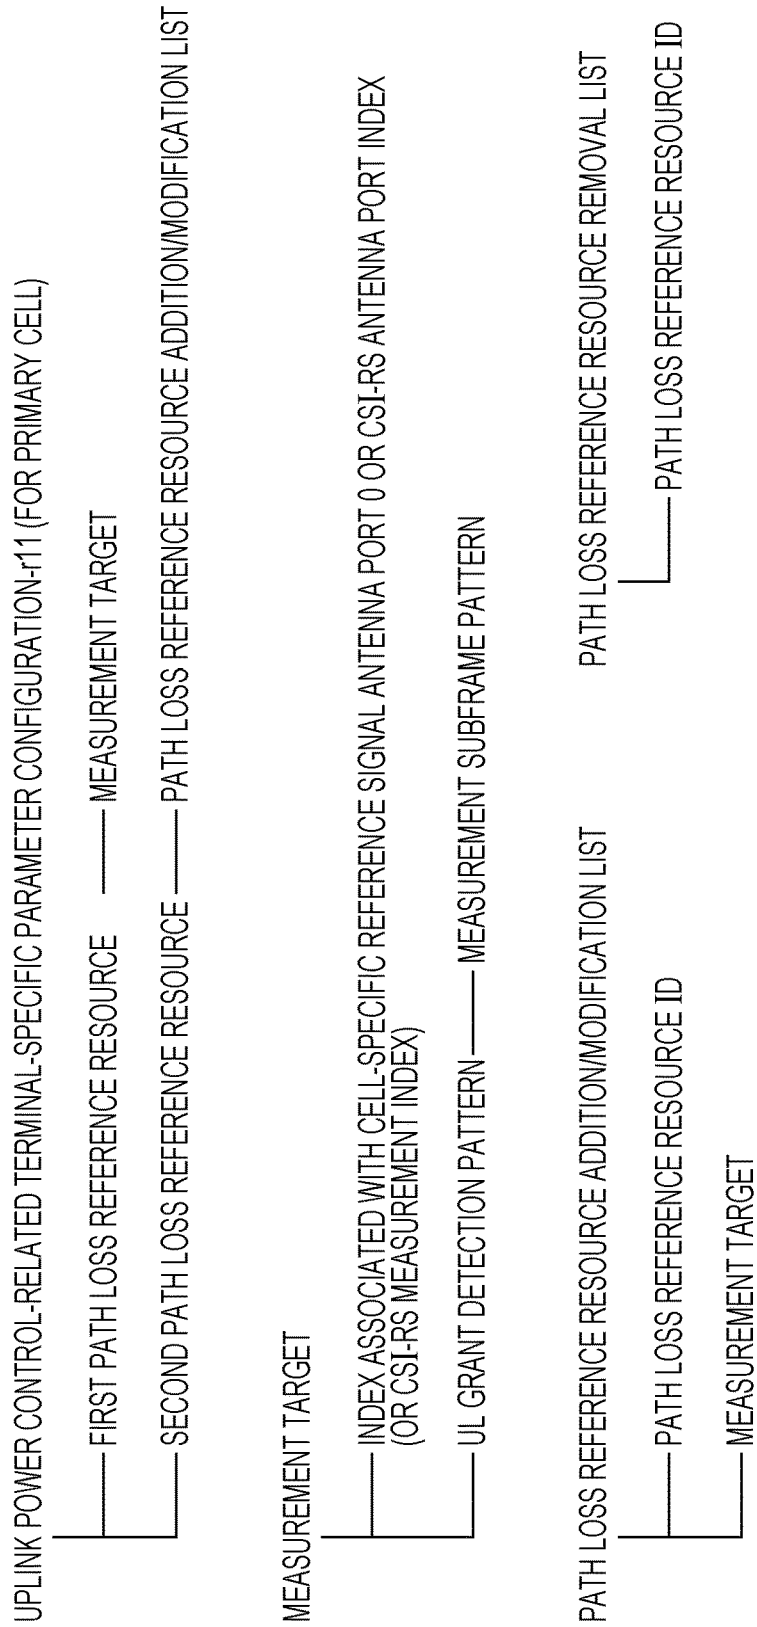 UPLINK POWER CONTROL-RELATED TERMINAL-SPECIFIC PARAMETER CONFIGURATION-r11 (FOR PRIMARY CELL)
FIRST PATH LOSS REFERENCE RESOURCE
MEASUREMENT TARGET
SECOND PATH LOSS REFERENCE RESOURCE
PATH LOSS REFERENCE RESOURCE ADDITION/MODIFICATION LIST
MEASUREMENT TARGET
INDEX ASSOCIATED WITH CELL-SPECIFIC REFERENCE SIGNAL ANTENNA PORT 0 OR CSI-RS ANTENNA PORT INDEX
(OR CSI-RS MEASUREMENT INDEX)
UL GRANT DETECTION PATTERN
MEASUREMENT SUBFRAME PATTERN
PATH LOSS REFERENCE RESOURCE ADDITION/MODIFICATION LIST
PATH LOSS REFERENCE RESOURCE ID
MEASUREMENT TARGET
PATH LOSS REFERENCE RESOURCE REMOVAL LIST
PATH LOSS REFERENCE RESOURCE ID